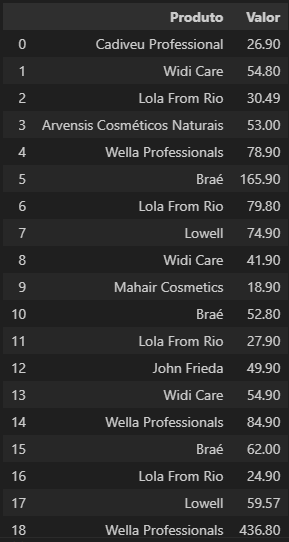 Produto Valor
0 Cadiveu Professional 26.90
1 Widi Care 54.80
2 Lola From Rio 30.49
3 Arvensis Cosméticos Naturais 53.00
4 Wella Professionals 78.90
5 Braé 165.90
6 Lola From Rio 79.80
7 Lowell 74.90
8 Widi Care 41.90
9 Mahair Cosmetics 18.90
10 Braé 52.80
11 Lola From Rio 27.90
12 John Frieda 49.90
13 Widi Care 54.90
14 Wella Professionals 84.90
15 Braé 62.00
16 Lola From Rio 24.90
17 Lowell 59.57
18 Wella Professionals 436.80